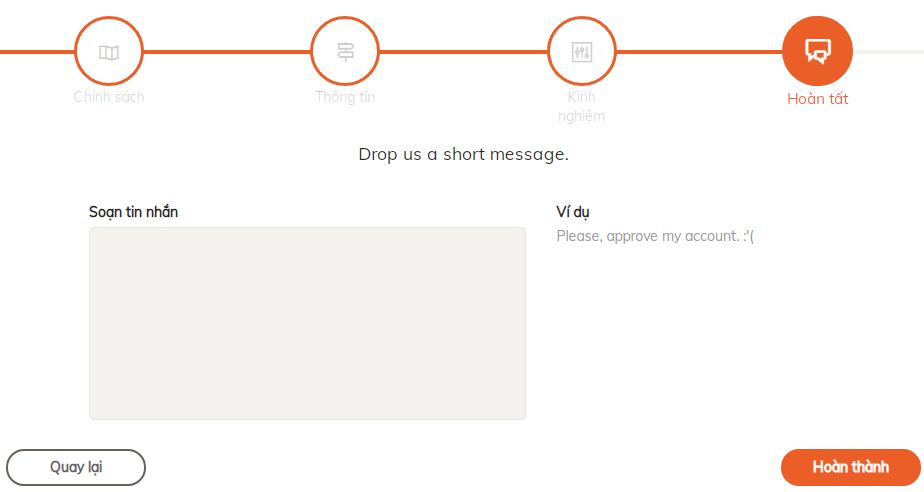 Chính sách
Thông tin
Kinh
nghiệm
Hoàn tất
Drop us a short message.
Soạn tin nhắn
Ví dụ
Please, approve my account. :'(
Quay lại
Hoàn thành